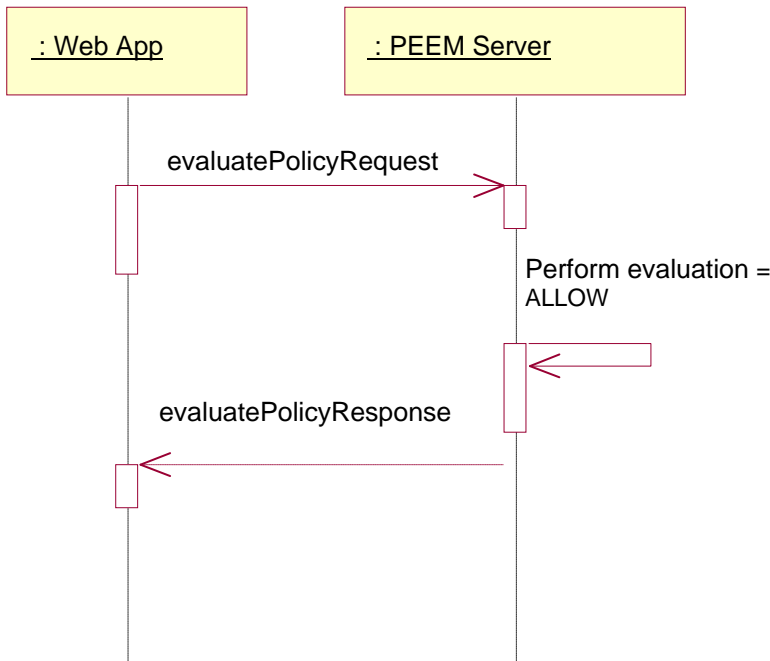 : Web App
: PEEM Server
evaluatePolicyRequest
Perform evaluation =
ALLOW
evaluatePolicyResponse